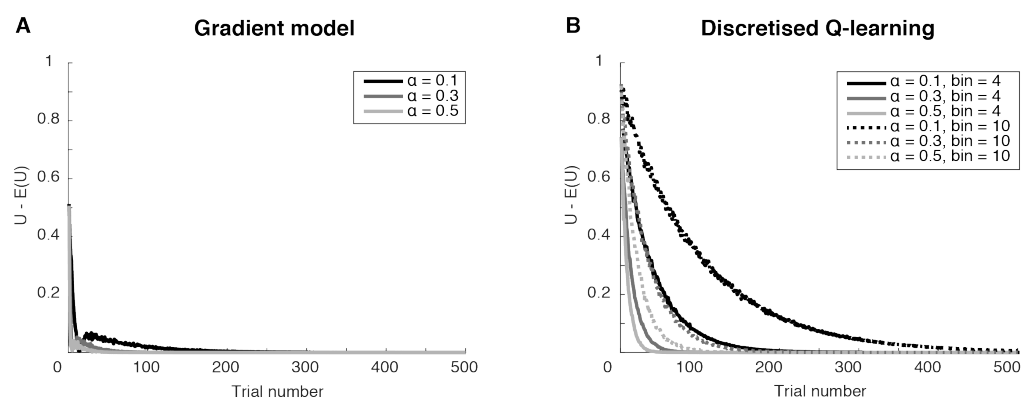 A
Gradient model
1
0.8
0.6
0.4
0.2
U - E(U)
α = 0.1
α = 0.3
α = 0.5
0
100
200
300
400
500
Trial number
B
Discretised Q-learning
1
0.8
0.6
0.4
0.2
U - E(U)
α = 0.1, bin = 4
α = 0.3, bin = 4
α = 0.5, bin = 4
α = 0.1, bin = 10
α = 0.3, bin = 10
α = 0.5, bin = 10
0
100
200
300
400
500
Trial number